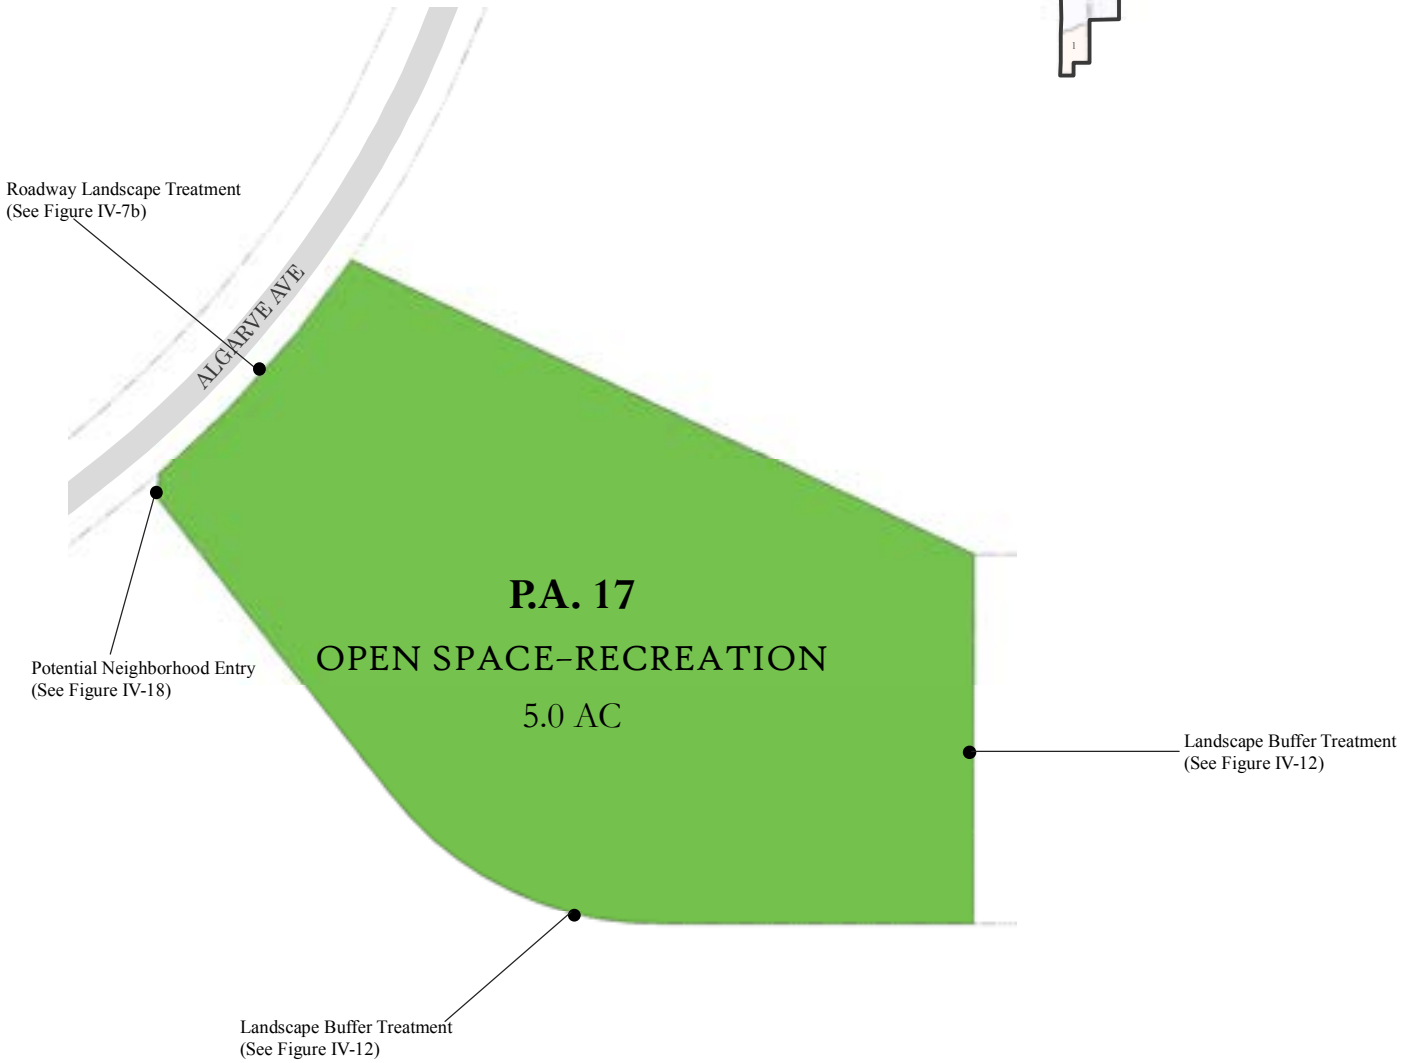 1
Roadway Landscape Treatment
(See Figure IV-7b)
ALGARVE AVE
P.A. 17
OPEN SPACE-RECREATION
5.0 AC
Potential Neighborhood Entry
(See Figure IV-18)
Landscape Buffer Treatment
(See Figure IV-12)
Landscape Buffer Treatment
(See Figure IV-12)